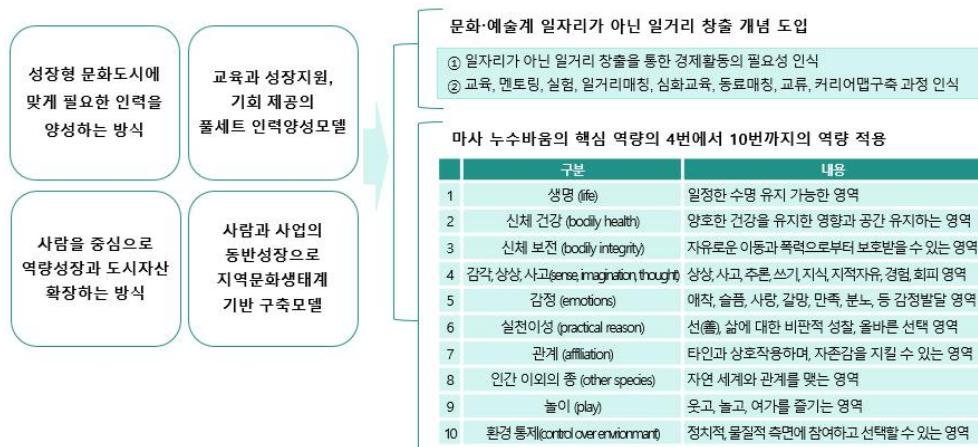 성장형 문화도시에
맞게 필요한 인력을
양성하는 방식
교육과 성장지원,
기회 제공의
풀세트 인력양성모델
사람을 중심으로
역량성장과 도시자산
확장하는 방식
사람과 사업의
동반성장으로
지역문화생태계
기반 구축모델
문화·예술계 일자리가 아닌 일거리 창출 개념 도입
① 일자리가 아닌 일거리 창출을 통한 경제활동의 필요성 인식
② 교육, 멘토링, 실험, 일거리매칭, 심화교육, 동료매칭, 교류, 커리어맵구축 과정 인식
마사 누수바움의 핵심 역량의 4번에서 10번까지의 역량 적용
구분 내용
1 생명 (life) 일정한 수명 유지 가능한 영역
2 신체 건강 (bodily health) 양호한 건강을 유지한 영향과 공간 유지하는 영역
3 신체 보전 (bodily integrity) 자유로운 이동과 폭력으로부터 보호받을 수 있는 영역
4 감각, 상상, 사고(sense, imagination, thought) 상상, 사고, 추론, 쓰기, 지식, 지적자유, 경험, 회피 영역
5 감정 (emotions) 애착, 슬픔, 사랑, 갈망, 만족, 분노, 등 감정발달 영역
6 실천이성 (practical reason) 선(善), 삶에 대한 비판적 성찰, 올바른 선택 영역
7 관계 (affliation) 타인과 상호작용하며, 자존감을 지킬 수 있는 영역
8 인간 이외의 종 (other species) 자연 세계와 관계를 맺는 영역
9 놀이 (play) 웃고, 놀고, 여가를 즐기는 영역
10 환경 통제(control over environmant) 정치적, 물질적 측면에 참여하고 선택할 수 있는 영역